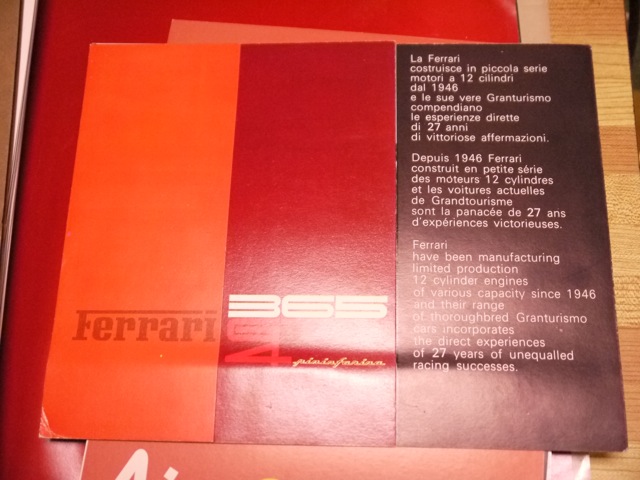 Ferrari
365
4
pininfarina
La Ferrari
costruisce in piccola serie
motori a 12 cilindri
dal 1946
e le sue vere Granturismo
compendiano
le esperienze dirette
di 27 anni
di vittoriose affermazioni.
Depuis 1946 Ferrari
construit en petite série
des moteurs 12 cylindres
et les voitures actuelles
de Grandtourisme
sont la panacée de 27 ans
d'expériences victorieuses.
Ferrari
have been manufacturing
limited production
12 cylinder engines
of various capacity since 1946
and their range
of thoroughbred Granturismo
cars incorporates
the direct experiences
of 27 years of unequalled
racing successes.